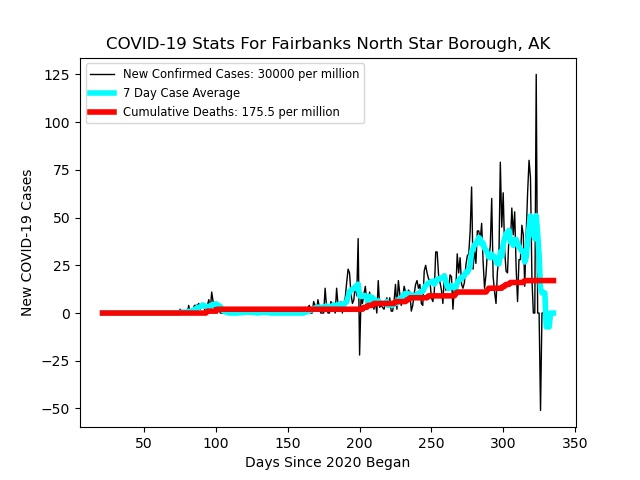 COVID-19 Stats For Fairbanks North Star Borough, AK
New Confirmed Cases: 30000 per million
7 Day Case Average
Cumulative Deaths: 175.5 per million
New COVID-19 Cases
125
100
75
50
25
0
−25
−50
50 100 150 200 250 300 350
Days Since 2020 Began